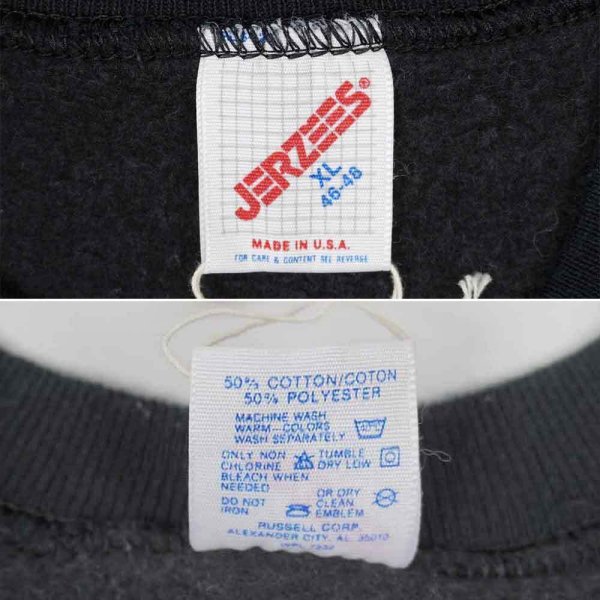 JERZEES®
XL
46-48
MADE IN U.S.A.
FOR CARE & CONTENT SEE REVERSE
50% COTTON/COTON
50% POLYESTER
MACHINE WASH
WARM-COLORS
WASH SEPARATELY
ONLY NON
CHLORINE
BLEACH WHEN
NEEDED
TUMBLE
DRY LOW
DO NOT
IRON
OR DRY
CLEAN
EMBLEM
RUSSELL CORP.
ALEXANDER CITY, AL. 35010